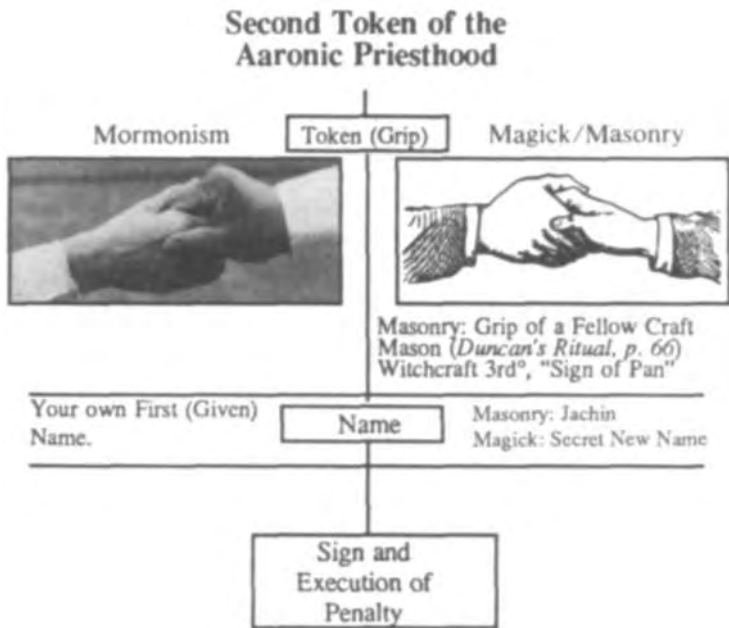 Second Token of the
Aaronic Priesthood
Mormonism
Token (Grip)
Magick/Masonry
Masonry: Grip of a Fellow Craft
Mason (Duncan's Ritual, p. 66)
Witchcraft 3rd°, "Sign of Pan"
Your own First (Given)
Name.
Name
Masonry: Jachin
Magick: Secret New Name
Sign and
Execution of
Penalty